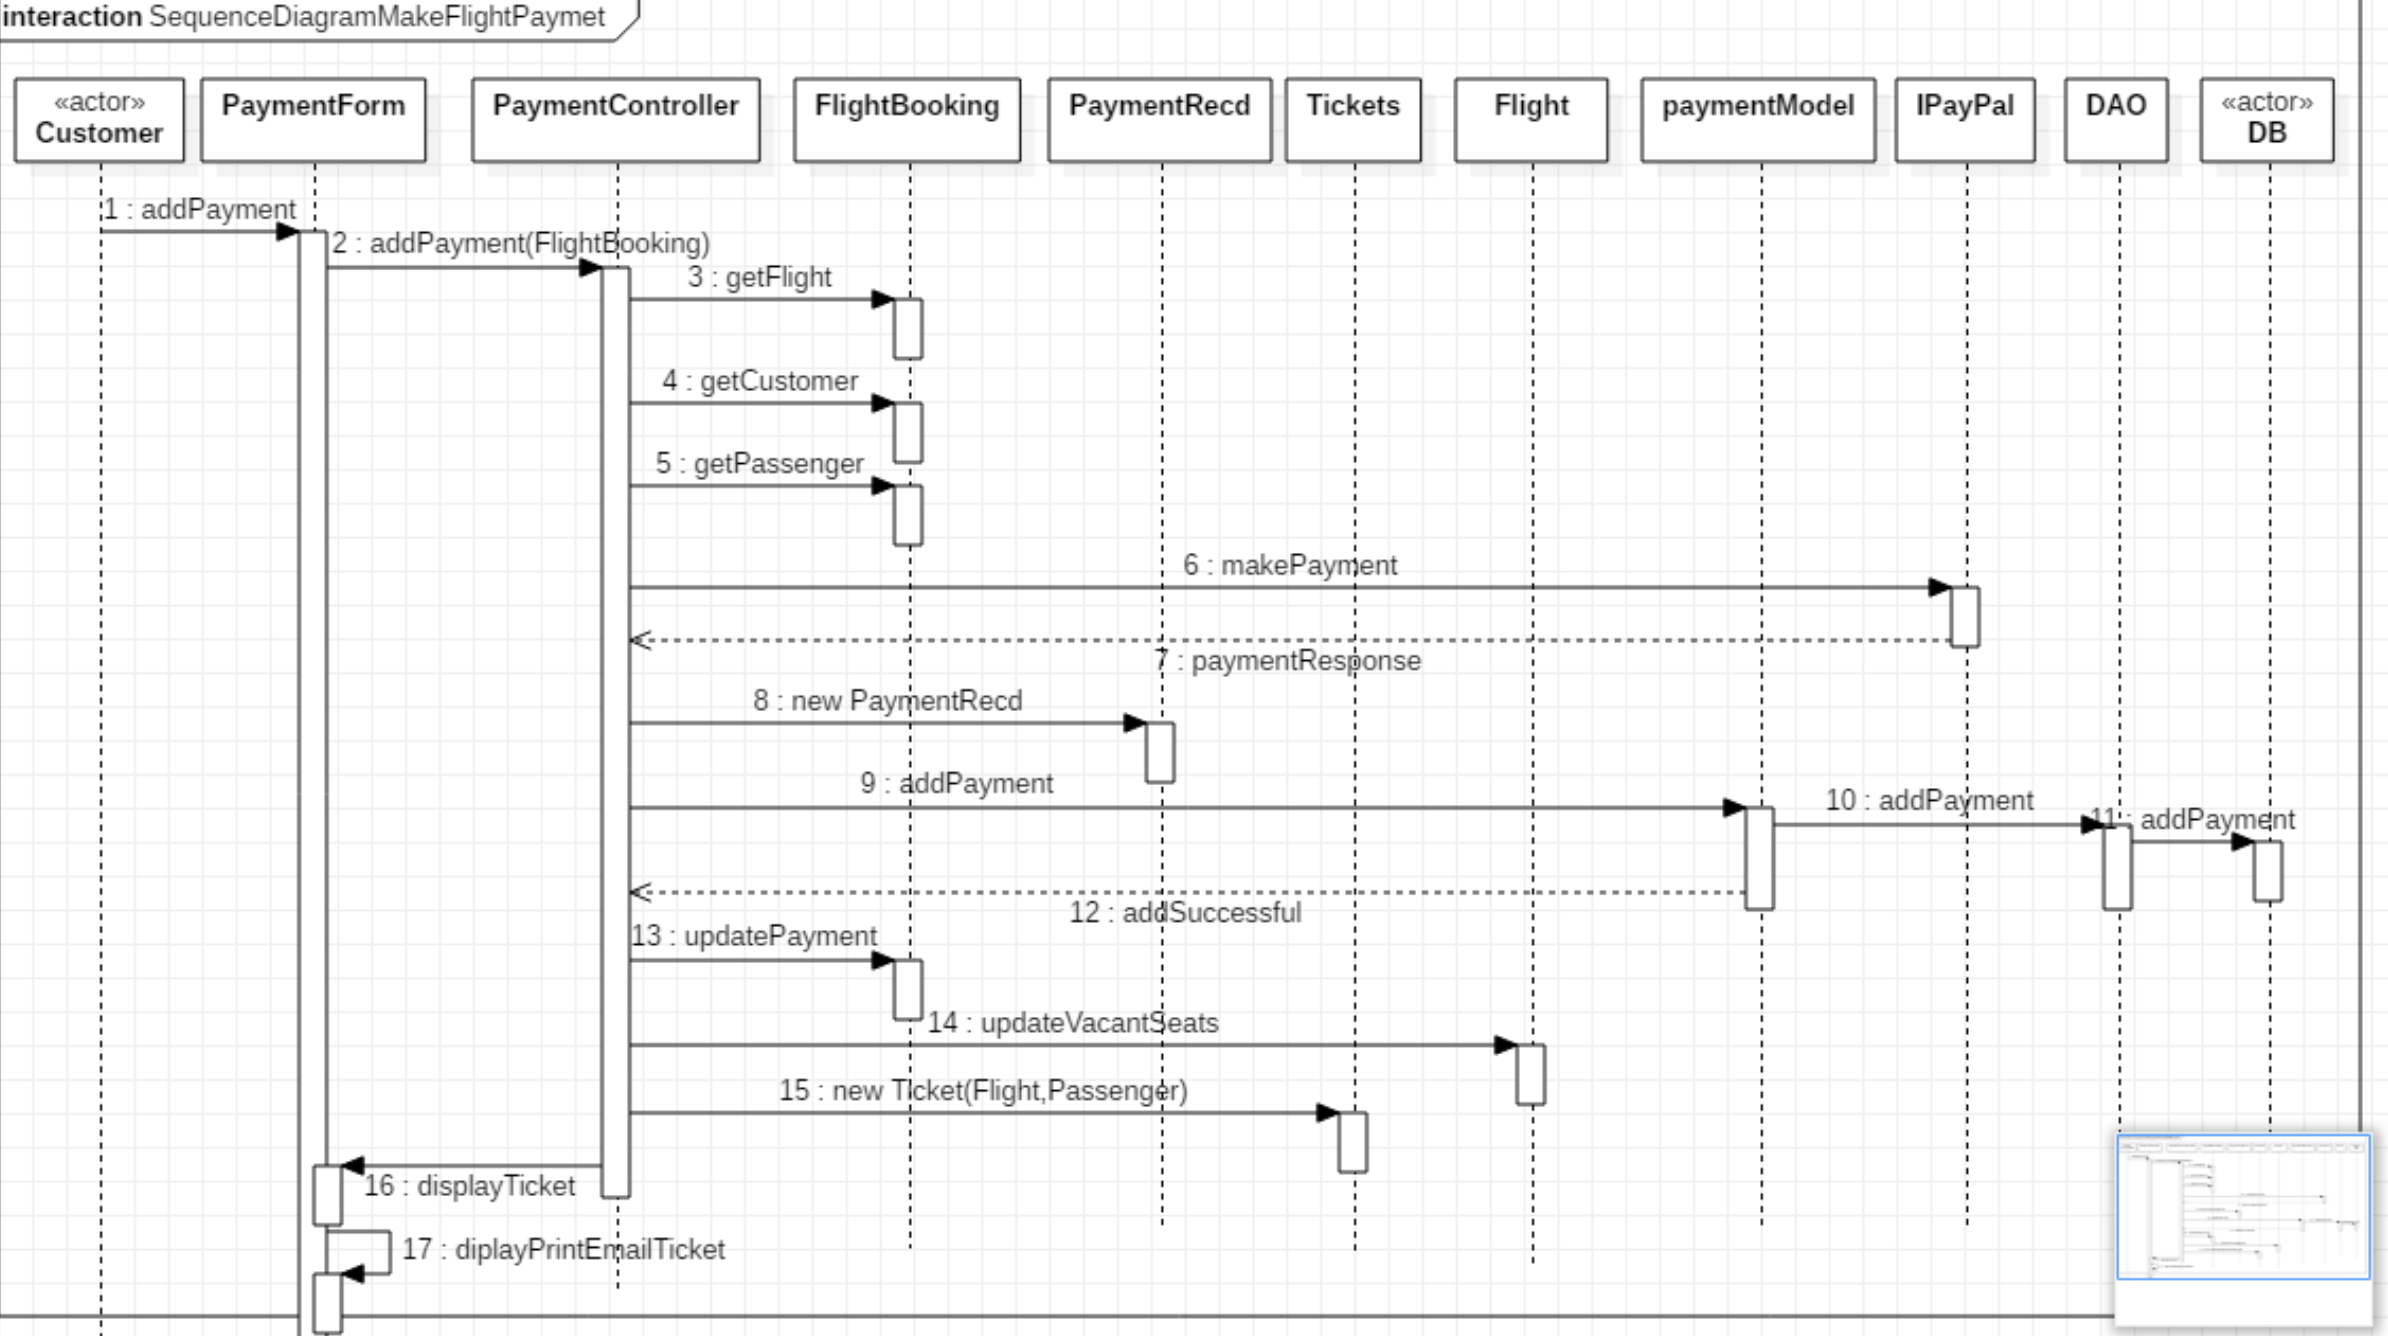 interaction SequenceDiagramMakeFlightPaymet
«actor»
Customer
PaymentForm
PaymentController
FlightBooking
PaymentRecd
Tickets
Flight
paymentModel
IPayPal
DAO
«actor»
DB
1 : addPayment
2 : addPayment(FlightBooking)
3 : getFlight
4 : getCustomer
5 : getPassenger
6 : makePayment
7 : paymentResponse
8 : new PaymentRecd
9 : addPayment
10 : addPayment
11 : addPayment
12 : addSuccessful
13 : updatePayment
14 : updateVacantSeats
15 : new TIcket(Flight,Passenger)
16 : displayTicket
17 : diplayPrintEmailTicket